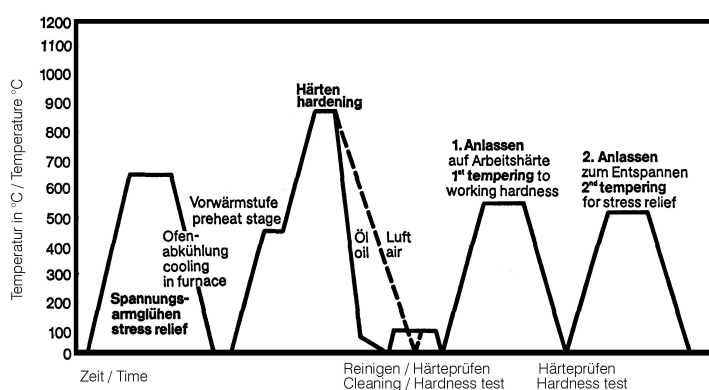 Temperatur in °C / Temperature °C
1200
1100
1000
900
800
700
600
500
400
300
200
100
0
Spannungs-
armglühen
stress relief
Ofen-
abkühlung
cooling
in furnace
Vorwärmstufe
preheat stage
Härten
hardening
Öl
oil
Luft
air
1. Anlassen
auf Arbeitshärte
1st tempering to
working hardness
2. Anlassen
zum Entspannen
2nd tempering
for stress relief
Zeit / Time
Reinigen / Härteprüfen
Cleaning / Hardness test
Härteprüfen
Hardness test